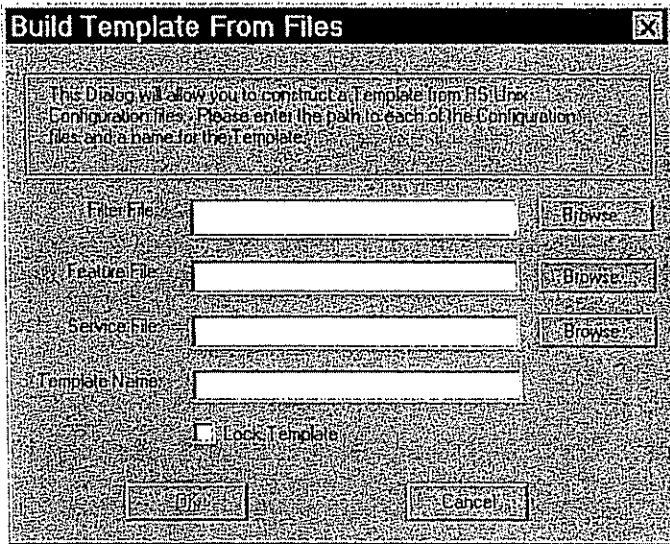 Build Template From Files
This Dialog will allow you to construct a Template from RS Unix
Configuration files. Please enter the path to each of the Configuration
files and a name for the Template.
Filter File:
Browse...
Feature File:
Browse...
Service File:
Browse...
Template Name:
Lock Template
OK
Cancel